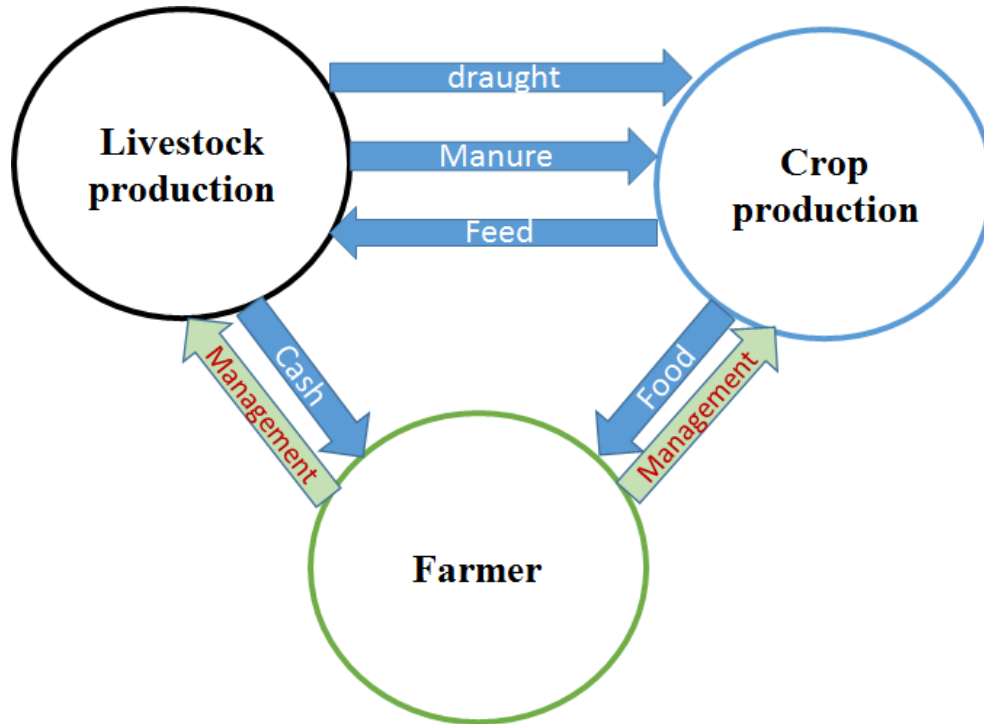 draught
Livestock
production
Manure
Crop
production
Feed
Cash
Management
Food
Management
Farmer